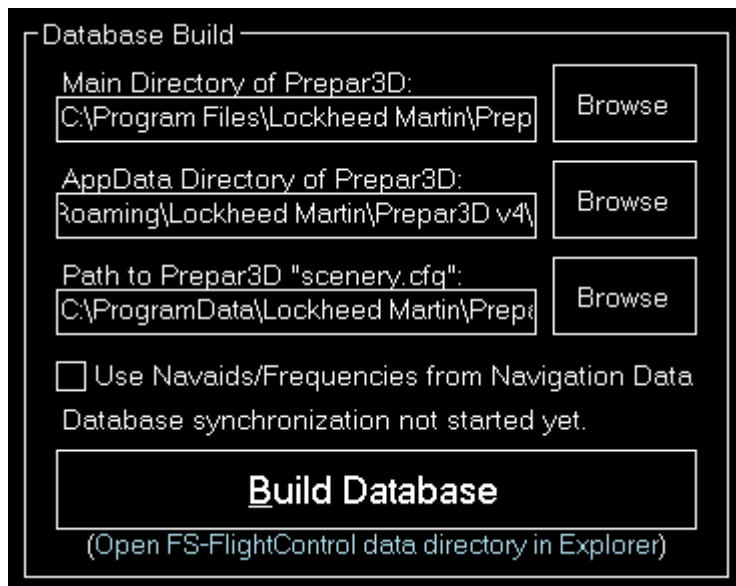 Database Build
Main Directory of Prepar3D:
C:\Program Files\Lockheed Martin\Prep
Browse
AppData Directory of Prepar3D:
Roaming\Lockheed Martin\Prepar3D v4\
Browse
Path to Prepar3D "scenery.cfg":
C:\ProgramData\Lockheed Martin\Prepa
Browse
Use Navaids/Frequencies from Navigation Data
Database synchronization not started yet.
Build Database
(Open FS-FlightControl data directory in Explorer)